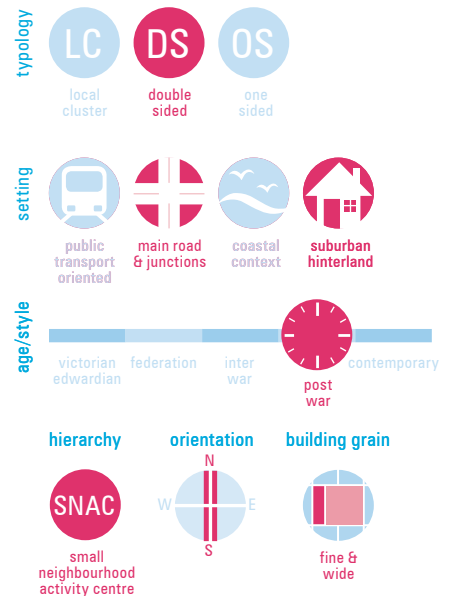 typology
LC
DS
OS
local
cluster
double
sided
one
sided
setting
public
transport
oriented
main road
& junctions
coastal
context
suburban
hinterland
age/style
victorian
edwardian
federation
inter
war
post
war
contemporary
hierarchy
orientation
building grain
SNAC
N
W
E
S
small
neighbourhood
activity centre
fine &
wide